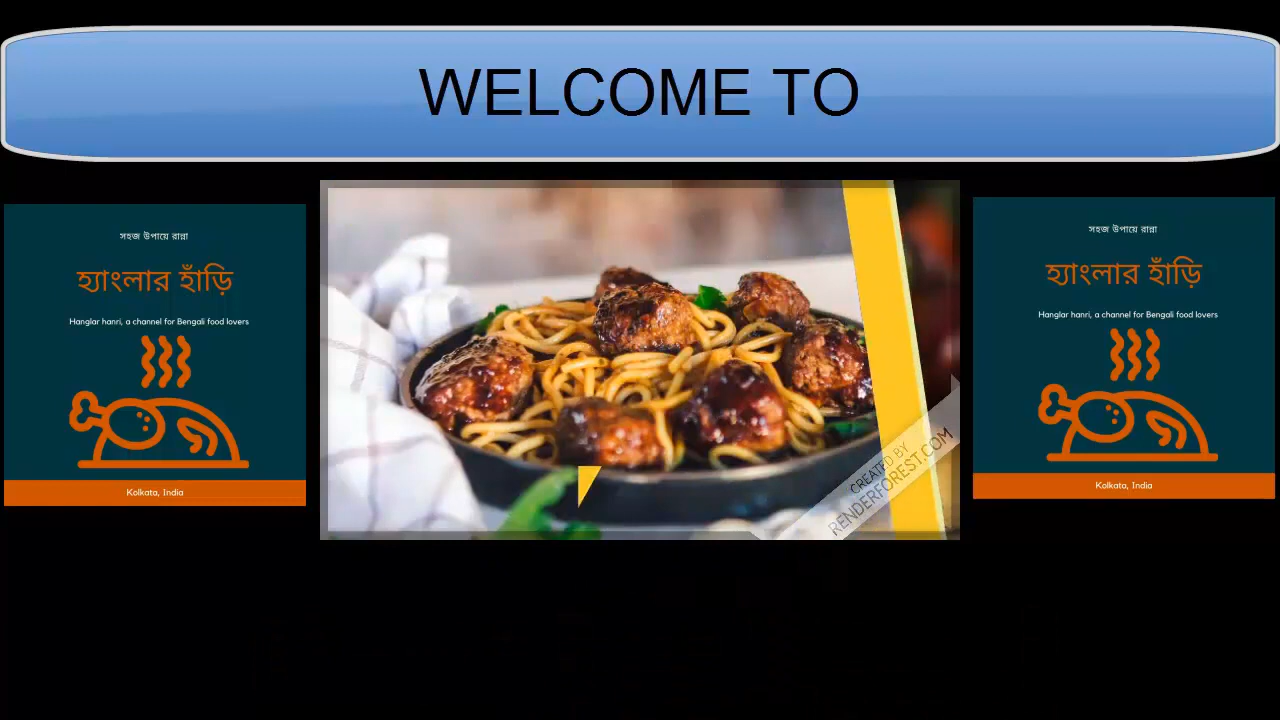 WELCOME TO
সহজ উপায়ে রান্না
হ্যাংলার হাঁড়ি
Hanglar hanri, a channel for Bengali food lovers
Kolkata, India
CREATED BY
RENDERFOREST.COM
সহজ উপায়ে রান্না
হ্যাংলার হাঁড়ি
Hanglar hanri, a channel for Bengali food lovers
Kolkata, India